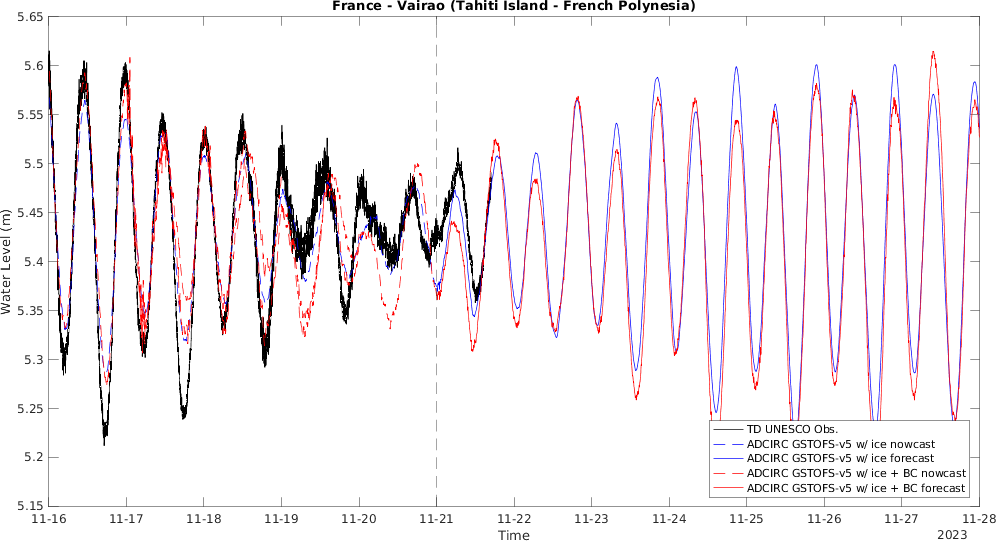 France - Vairao (Tahiti Island - French Polynesia)
5.65
5.6
5.55
5.5
5.45
5.4
5.35
5.3
5.25
5.2
5.15
Water Level (m)
TD UNESCO Obs.
ADCIRC GSTOFS-v5 w/ ice nowcast
ADCIRC GSTOFS-v5 w/ ice forecast
ADCIRC GSTOFS-v5 w/ ice + BC nowcast
ADCIRC GSTOFS-v5 w/ ice + BC forecast
11-16 11-17 11-18 11-19 11-20 11-21 11-22 11-23 11-24 11-25 11-26 11-27 11-28
Time
2023